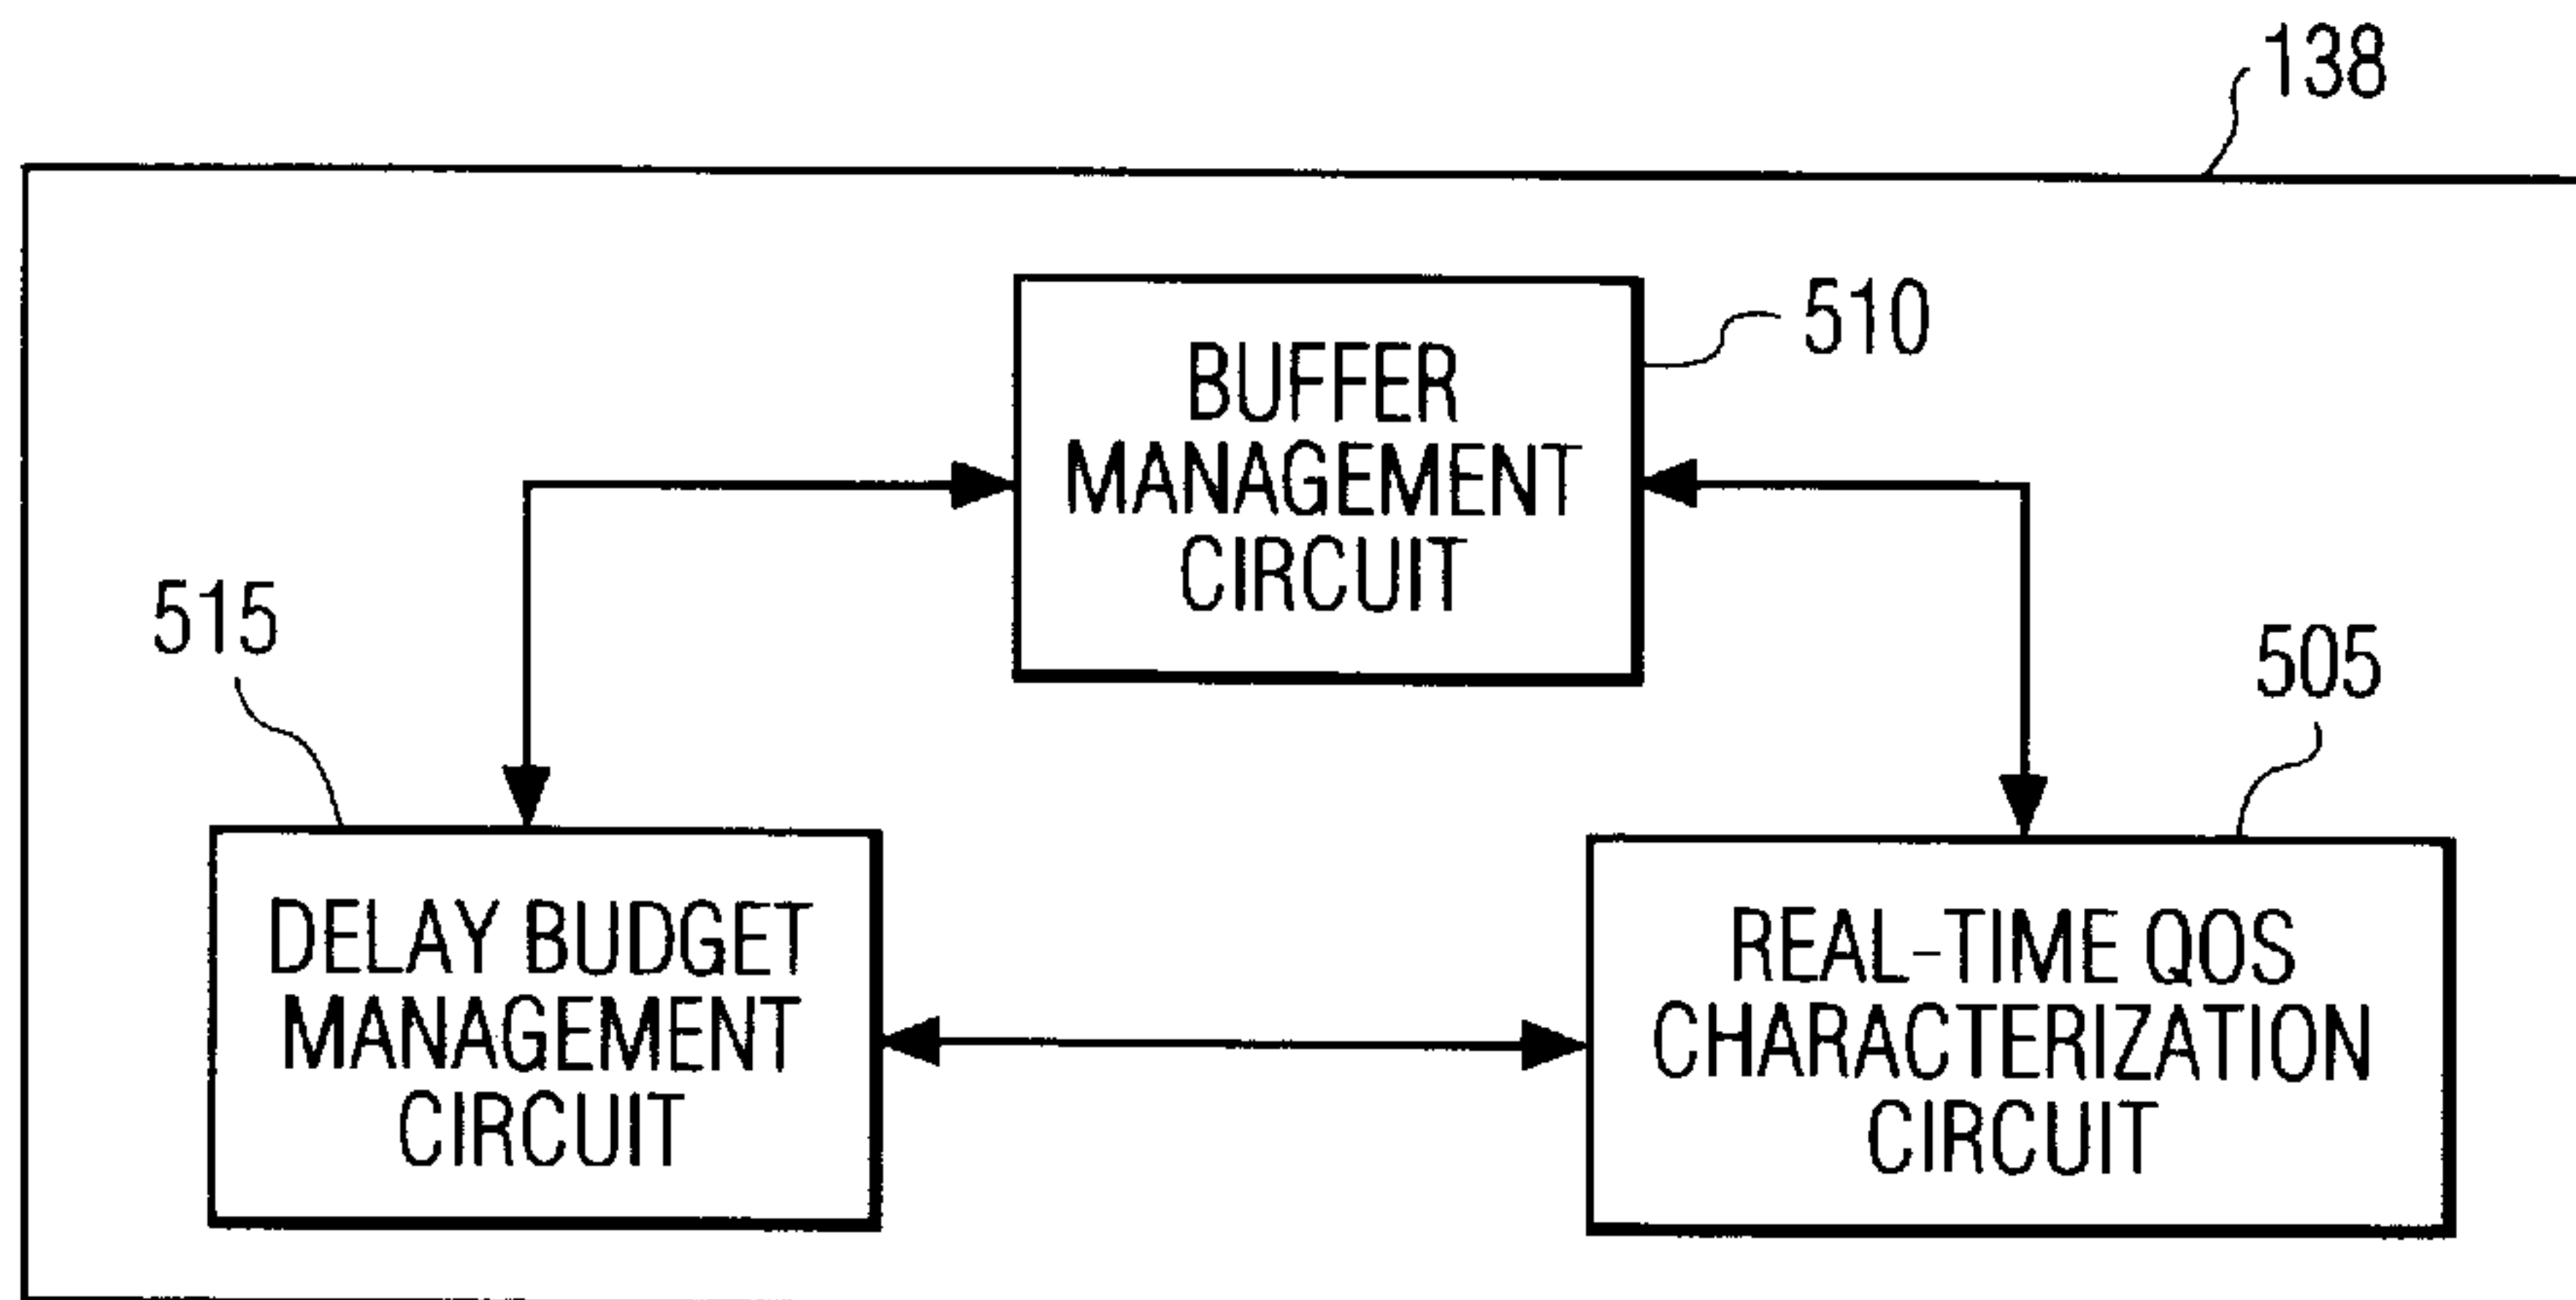 138
510
BUFFER
MANAGEMENT
CIRCUIT
515
505
DELAY BUDGET
MANAGEMENT
CIRCUIT
REAL-TIME QOS
CHARACTERIZATION
CIRCUIT